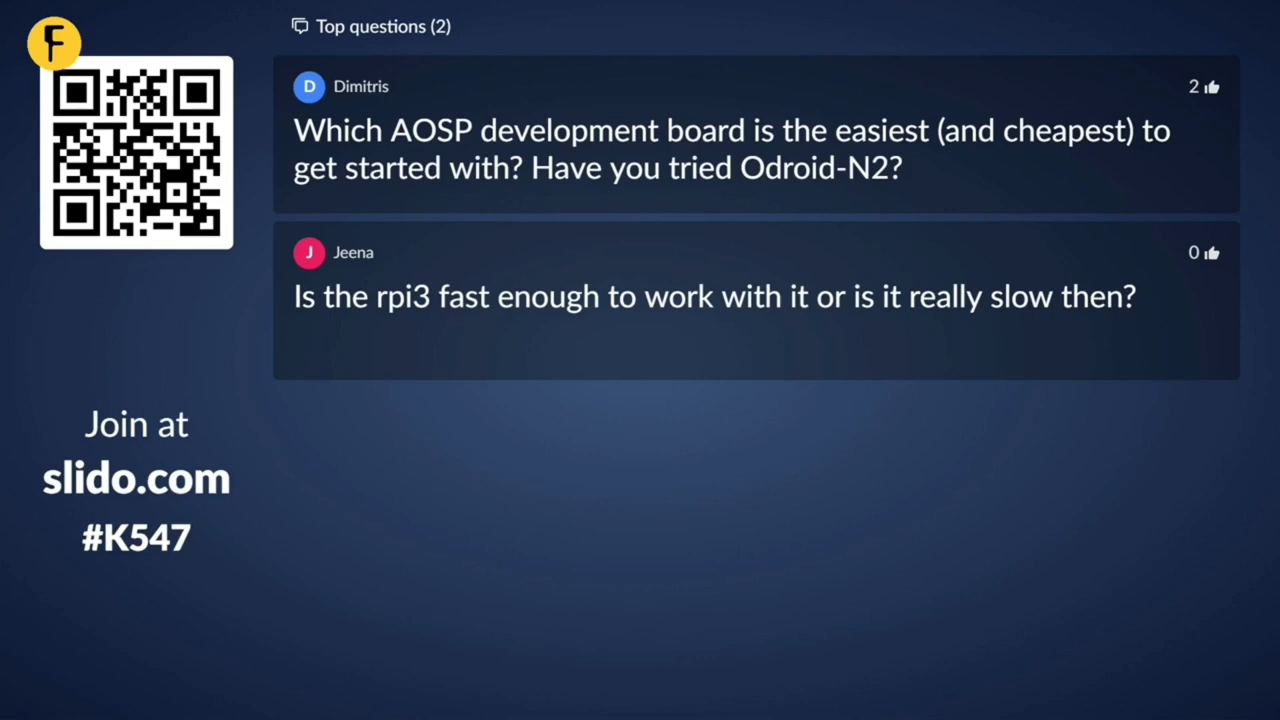 F
Top questions (2)
D Dimitris 2
Which AOSP development board is the easiest (and cheapest) to
get started with? Have you tried Odroid-N2?
J Jeena 0
Is the rpi3 fast enough to work with it or is it really slow then?
Join at
slido.com
#K547